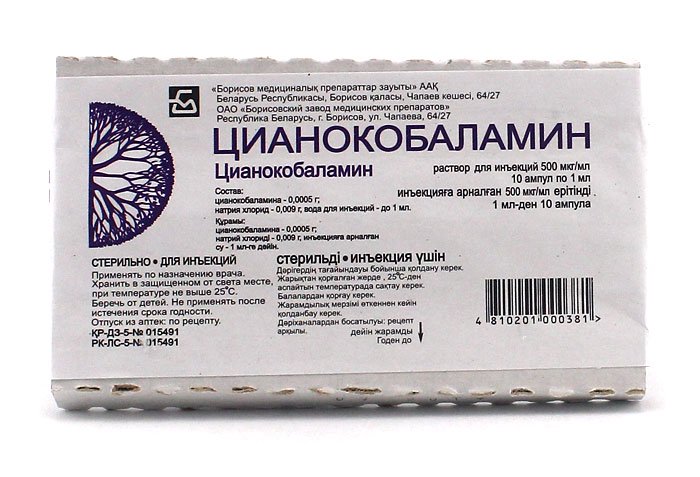 «Борисов медициналық препараттар зауыты» ААҚ
Беларусь Республикасы, Борисов қаласы, Чапаев көшесі, 64/27
ОАО «Борисовский завод медицинских препаратов»
Республика Беларусь, г. Борисов, ул. Чапаева, 64/27
ЦИАНОКОБАЛАМИН
Цианокобаламин
раствор для инъекций 500 мкг/мл
10 ампул по 1 мл
инъекцияға арналған 500 мкг/мл ерітінді
1 мл-ден 10 ампула
Состав:
цианокобаламина - 0,0005 г;
натрия хлорид - 0,009 г, вода для инъекций - до 1 мл.
Құрамы:
цианокобаламина - 0,0005 г;
натрий хлориді - 0,009 г, инъекцияға арналған
су - 1 мл-ге дейін.
СТЕРИЛЬНО • ДЛЯ ИНЪЕКЦИЙ
Применять по назначению врача.
Хранить в защищенном от света месте,
при температуре не выше 25°С.
Беречь от детей. Не применять после
истечения срока годности.
Отпуск из аптек: по рецепту.
ҚР-ДЗ-5-№ 015491
РК-ЛС-5-№ 015491
стерильді • инъекция үшін
Дәрігердің тағайындауы бойынша қолдану керек.
Жарықтан қорғалған жерде , 25°С-ден
аспайтын температурада сақтау керек.
Балалардан қорғау керек.
Жарамдылық мерзімі өткеннен кейін
қолданбау керек.
Дәріханалардан босатылуы: рецепт
арқылы.
дейін жарамды
Годен до
4 810201 000381 >